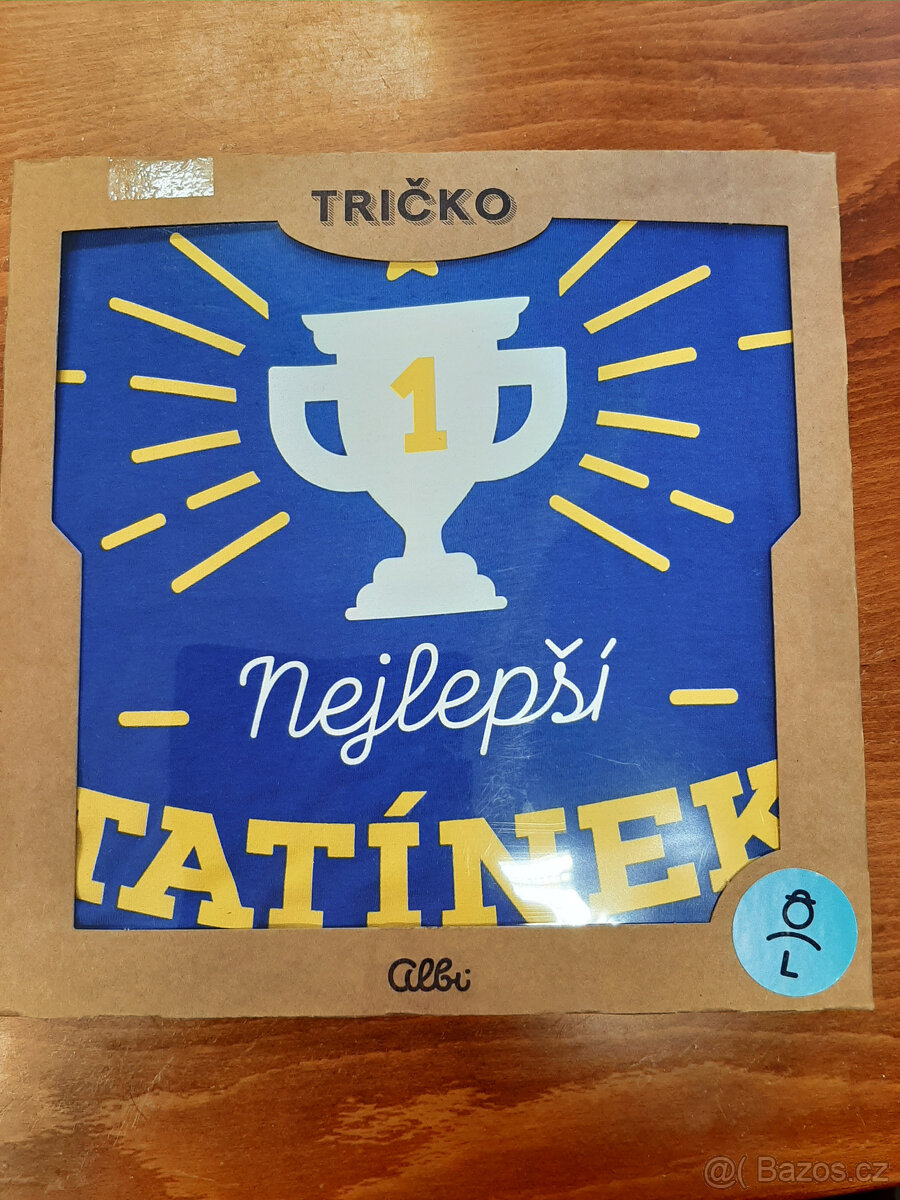 TRIČKO
1
Nejlepší
TATÍNEK
albi
L
@( Bazos.cz